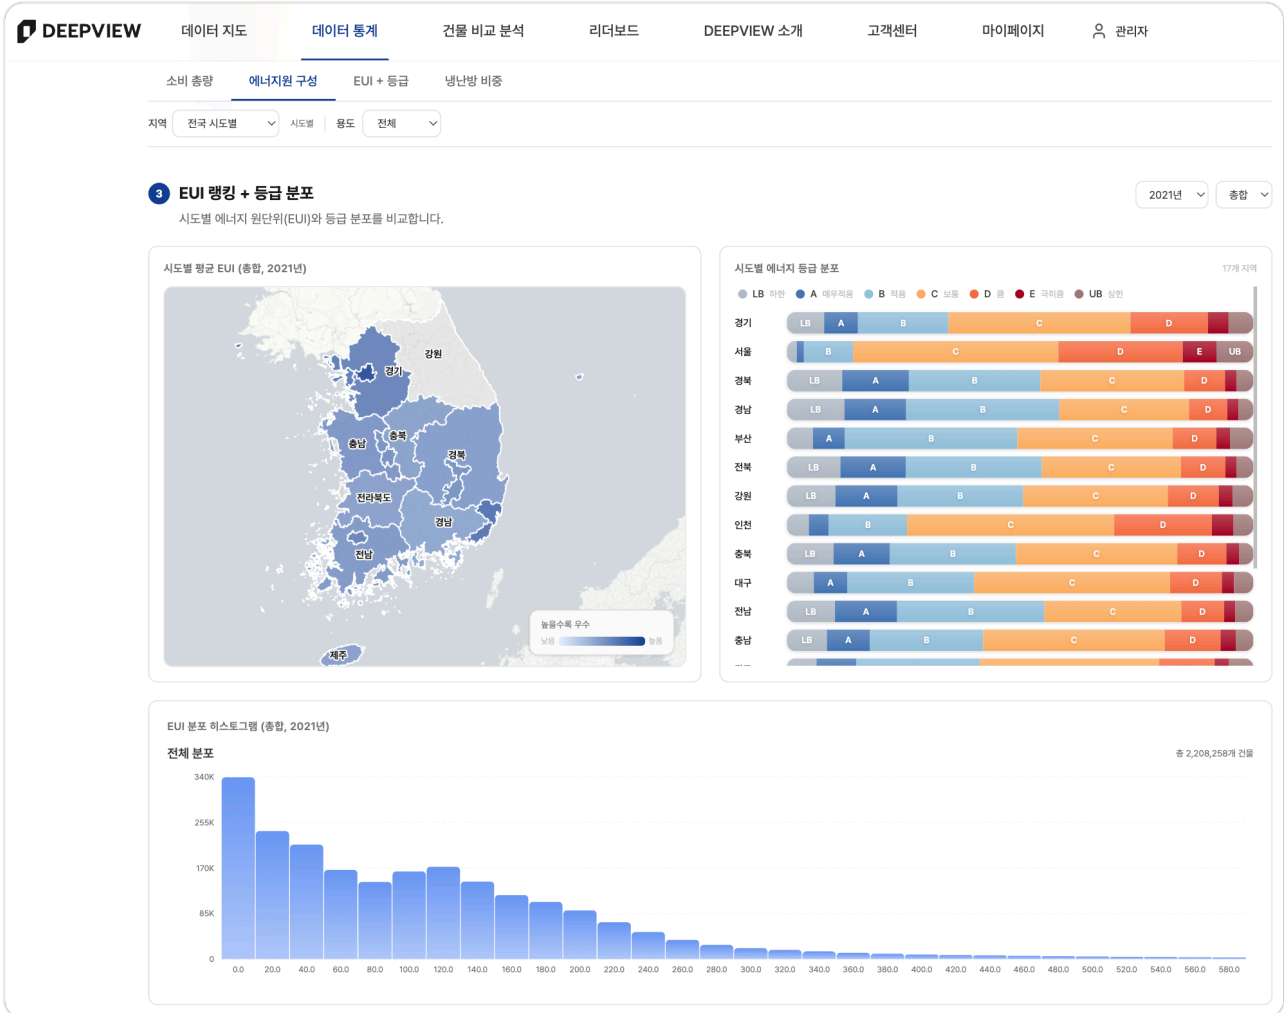 DEEPVIEW 데이터 지도 데이터 통계 건물 비교 분석 리더보드 DEEPVIEW 소개 고객센터 마이페이지 관리자
소비 총량 에너지원 구성 EUI + 등급 냉난방 비중
지역 전국 시도별 시도별 용도 전체
3 EUI 랭킹 + 등급 분포 2021년 총합
시도별 에너지 원단위(EUI)와 등급 분포를 비교합니다.
시도별 평균 EUI (총합, 2021년)
강원
경기
충북
충남
경북
전라북도
경남
전남
제주
높을수록 우수
낮음 높음
시도별 에너지 등급 분포 17개 지역
LB 하한 A 매우적음 B 적음 C 보통 D 큼 E 극히큼 UB 상한
경기 LB A B C D
서울 B C D E UB
경북 LB A B C D
경남 LB A B C D
부산 A B C D
전북 LB A B C D
강원 LB A B C D
인천 B C D
충북 LB A B C D
대구 A B C D
전남 LB A B C D
충남 LB A B C D
EUI 분포 히스토그램 (총합, 2021년)
전체 분포 총 2,208,258개 건물
340K
255K
170K
85K
0
0.0 20.0 40.0 60.0 80.0 100.0 120.0 140.0 160.0 180.0 200.0 220.0 240.0 260.0 280.0 300.0 320.0 340.0 360.0 380.0 400.0 420.0 440.0 460.0 480.0 500.0 520.0 540.0 560.0 580.0